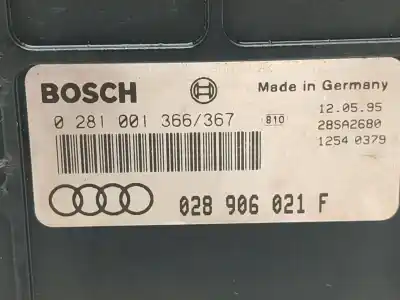 BOSCH
Made in Germany
0 281 001 366/367
810
12.05.95
28SA2680
1254 0379
028 906 021 F